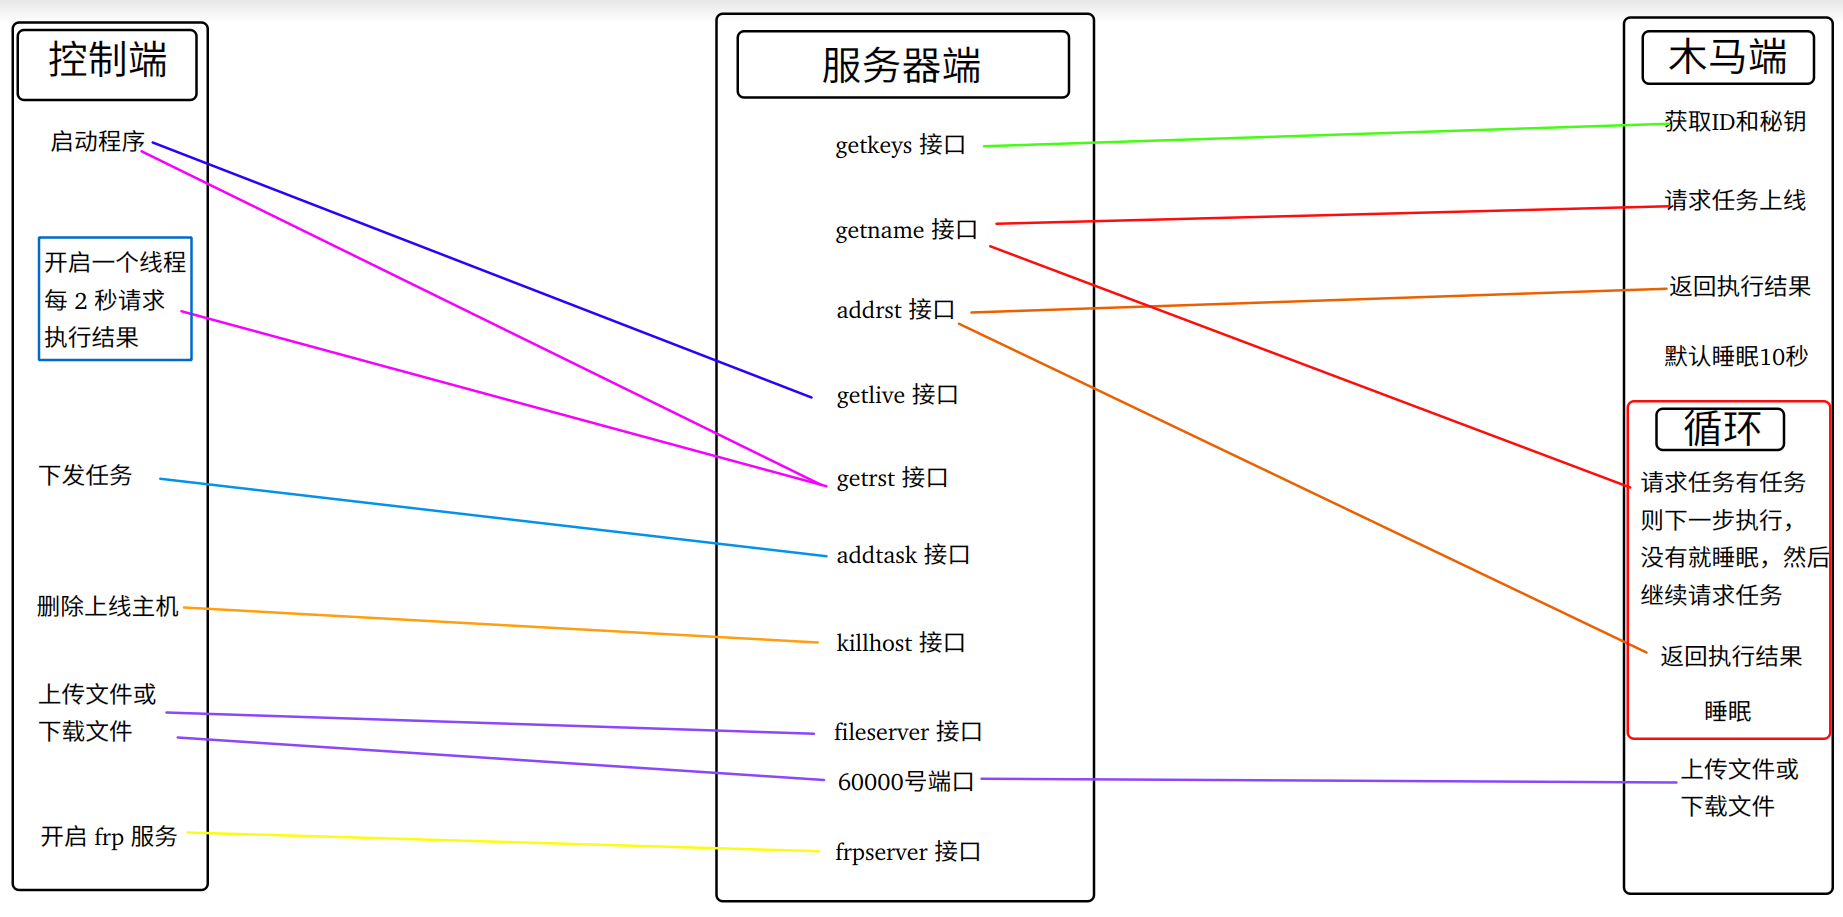 控制端
启动程序
开启一个线程
每 2 秒请求
执行结果
下发任务
删除上线主机
上传文件或
下载文件
开启 frp 服务
服务器端
getkeys 接口
getname 接口
addrst 接口
getlive 接口
getrst 接口
addtask 接口
killhost 接口
fileserver 接口
60000号端口
frpserver 接口
木马端
获取ID和秘钥
请求任务上线
返回执行结果
默认睡眠10秒
循环
请求任务有任务
则下一步执行，
没有就睡眠，然后
继续请求任务
返回执行结果
睡眠
上传文件或
下载文件